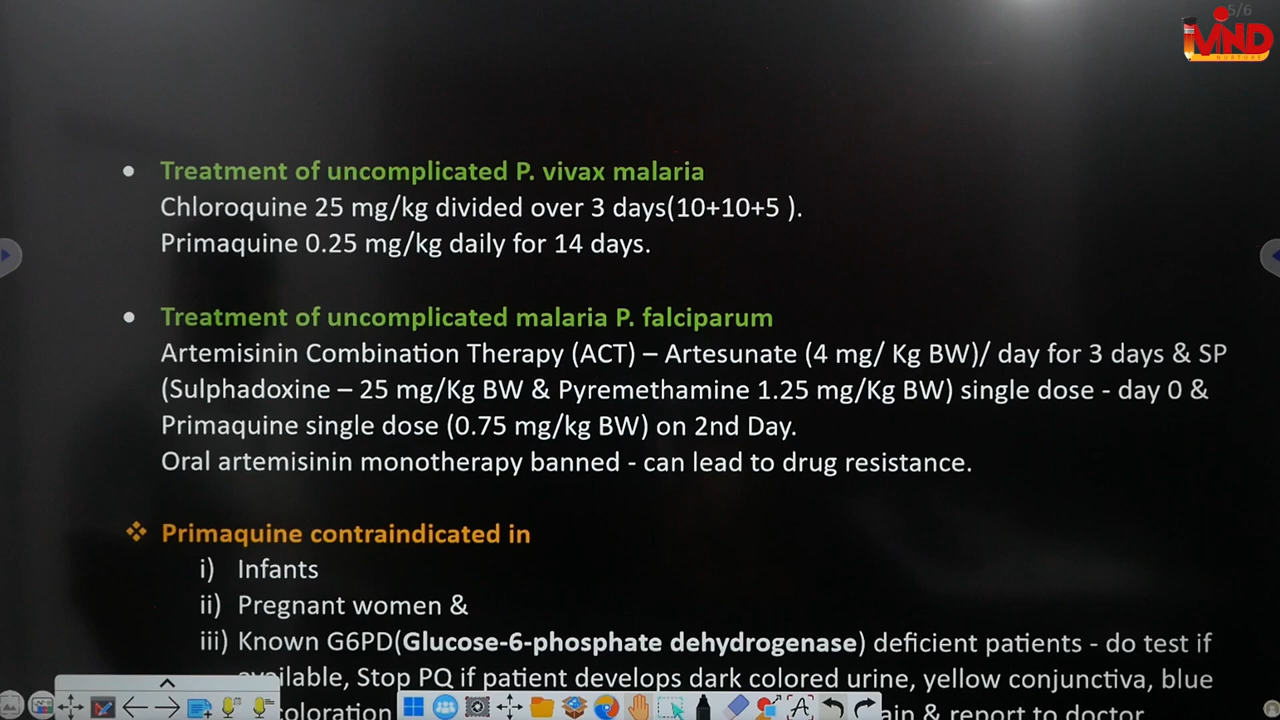 5/6
MIND
NURTURE
Treatment of uncomplicated P. vivax malaria
Chloroquine 25 mg/kg divided over 3 days(10+10+5 ).
Primaquine 0.25 mg/kg daily for 14 days.
Treatment of uncomplicated malaria P. falciparum
Artemisinin Combination Therapy (ACT) – Artesunate (4 mg/ Kg BW)/ day for 3 days & SP
(Sulphadoxine – 25 mg/Kg BW & Pyremethamine 1.25 mg/Kg BW) single dose - day 0 &
Primaquine single dose (0.75 mg/kg BW) on 2nd Day.
Oral artemisinin monotherapy banned - can lead to drug resistance.
Primaquine contraindicated in
i) Infants
ii) Pregnant women &
iii) Known G6PD(Glucose-6-phosphate dehydrogenase) deficient patients - do test if
Stop PQ if patient develops dark colored urine, yellow conjunctiva, blue
& report to doctor